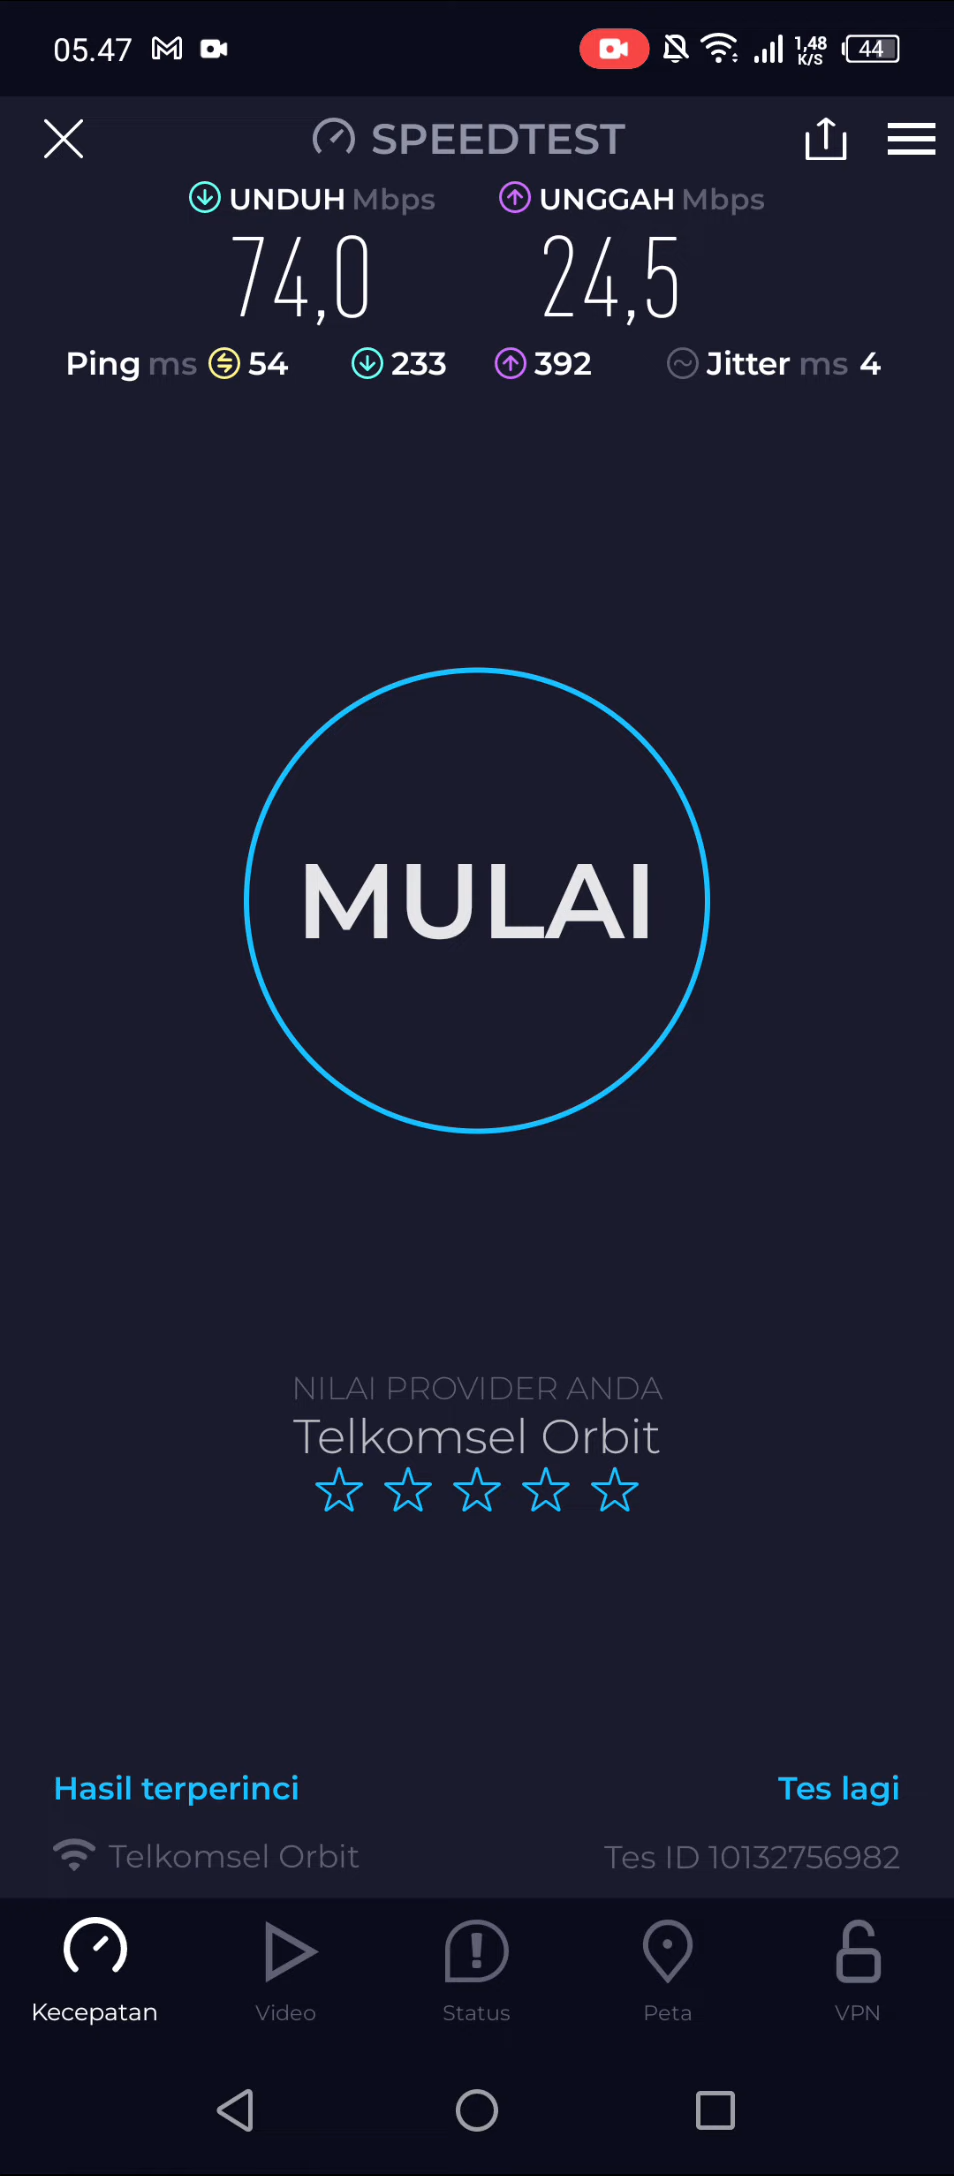 05.47 1,48 K/S 44
SPEEDTEST
UNDUH Mbps UNGGAH Mbps
74,0 24,5
Ping ms 54 233 392 Jitter ms 4
MULAI
NILAI PROVIDER ANDA
Telkomsel Orbit
Hasil terperinci Tes lagi
Telkomsel Orbit Tes ID 10132756982
Kecepatan Video Status Peta VPN